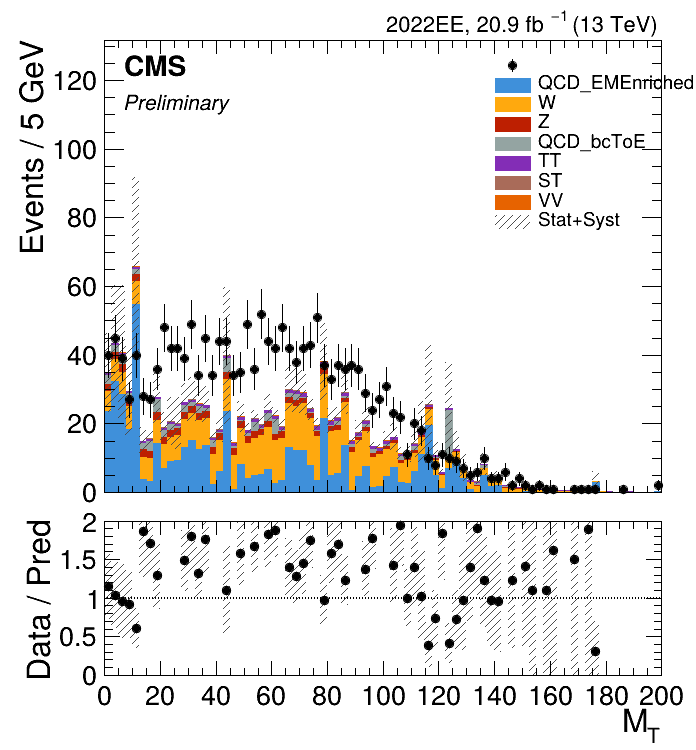 2022EE, 20.9 fb⁻¹ (13 TeV)
CMS
Preliminary
Events / 5 GeV
120
100
80
60
40
20
0
QCD_EMEnriched
W
Z
QCD_bcToE
TT
ST
VV
Stat+Syst
Data / Pred
2
1.5
1
0.5
0
0 20 40 60 80 100 120 140 160 180 200
M_T